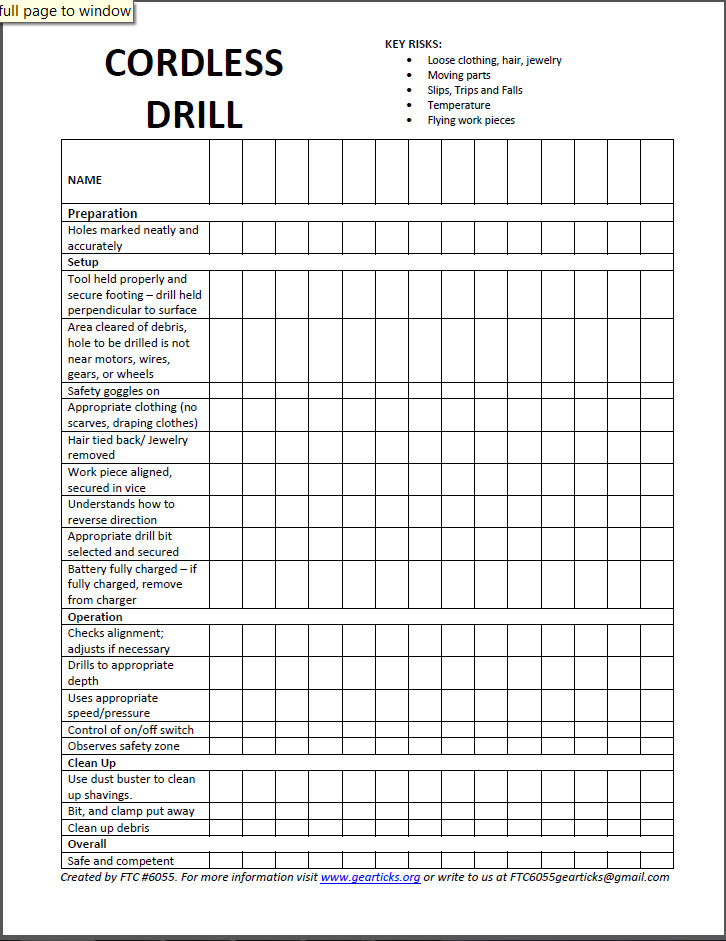 full page to window
CORDLESS
DRILL
KEY RISKS:
• Loose clothing, hair, jewelry
• Moving parts
• Slips, Trips and Falls
• Temperature
• Flying work pieces
NAME
Preparation
Holes marked neatly and
accurately
Setup
Tool held properly and
secure footing – drill held
perpendicular to surface
Area cleared of debris,
hole to be drilled is not
near motors, wires,
gears, or wheels
Safety goggles on
Appropriate clothing (no
scarves, draping clothes)
Hair tied back/ Jewelry
removed
Work piece aligned,
secured in vice
Understands how to
reverse direction
Appropriate drill bit
selected and secured
Battery fully charged – if
fully charged, remove
from charger
Operation
Checks alignment;
adjusts if necessary
Drills to appropriate
depth
Uses appropriate
speed/pressure
Control of on/off switch
Observes safety zone
Clean Up
Use dust buster to clean
up shavings.
Bit, and clamp put away
Clean up debris
Overall
Safe and competent
Created by FTC #6055. For more information visit www.gearticks.org or write to us at FTC6055gearticks@gmail.com